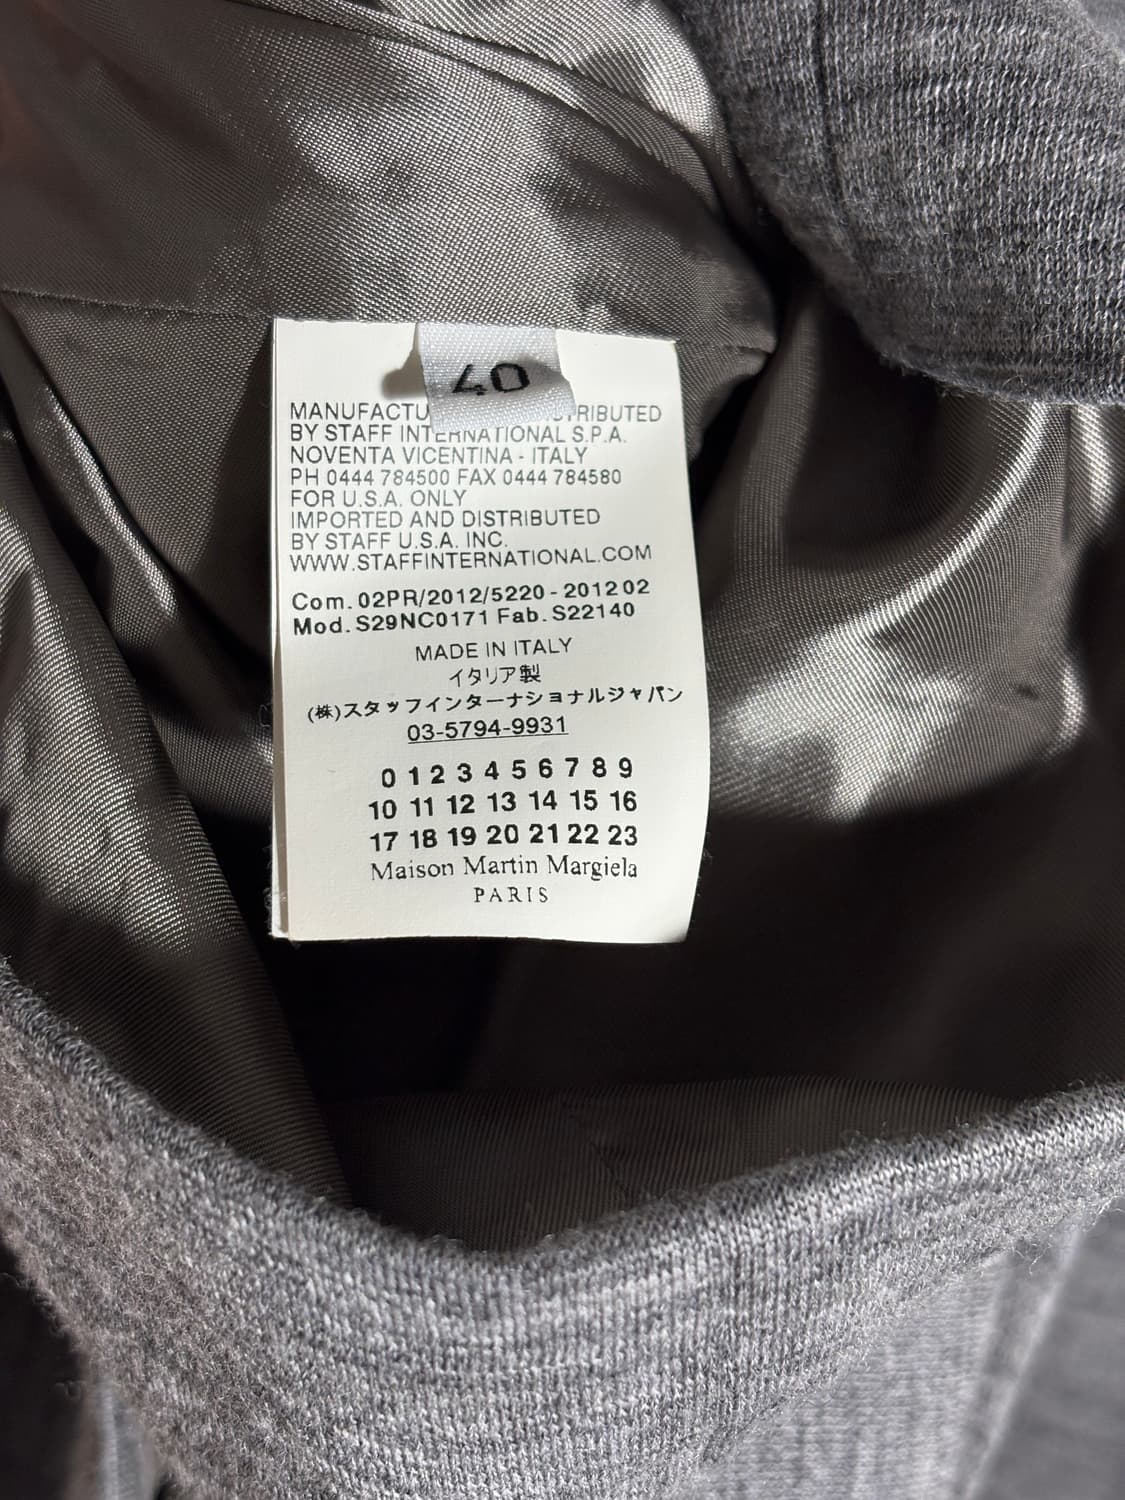 40
MANUFACTU TRIBUTED
BY STAFF INTERNATIONAL S.P.A.
NOVENTA VICENTINA - ITALY
PH 0444 784500 FAX 0444 784580
FOR U.S.A. ONLY
IMPORTED AND DISTRIBUTED
BY STAFF U.S.A. INC.
WWW.STAFFINTERNATIONAL.COM
Com. 02PR/2012/5220 - 2012 02
Mod. S29NC0171 Fab. S22140
MADE IN ITALY
イタリア製
(株)スタッフインターナショナルジャパン
03-5794-9931
0 1 2 3 4 5 6 7 8 9
10 11 12 13 14 15 16
17 18 19 20 21 22 23
Maison Martin Margiela
PARIS